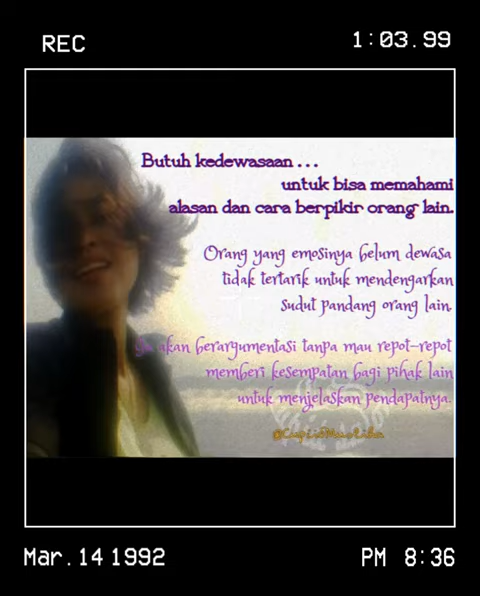 REC
1:03.99
Butuh kedewasaan . . .
untuk bisa memahami
alasan dan cara berpikir orang lain.
Orang yang emosinya belum dewasa
tidak tertarik untuk mendengarkan
sudut pandang orang lain.
akan berargumentasi tanpa mau repot-repot
memberi kesempatan bagi pihak lain
untuk menjelaskan pendapatnya.
Mar. 14 1992
PM 8:36